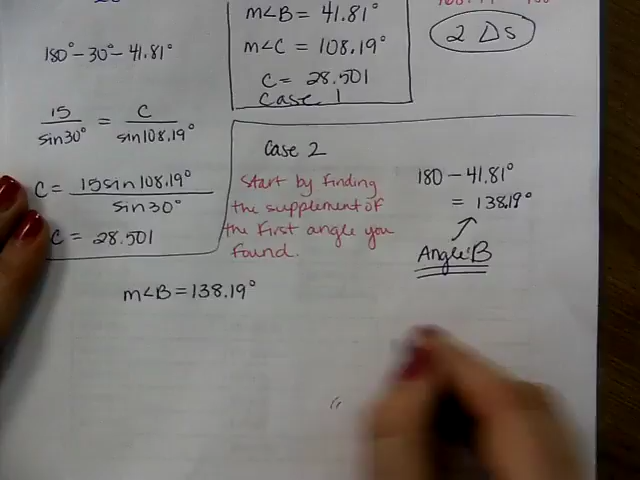 180° - 30° - 41.81°
15/sin30° = C/sin108.19°
C = 15sin108.19°/sin30°
C = 28.501
m∠B = 41.81°
m∠C = 108.19°
C = 28.501
Case 1
2 Δs
Case 2
Start by finding
the supplement of
the first angle you
found.
180 - 41.81°
= 138.19°
Angle B
m∠B = 138.19°